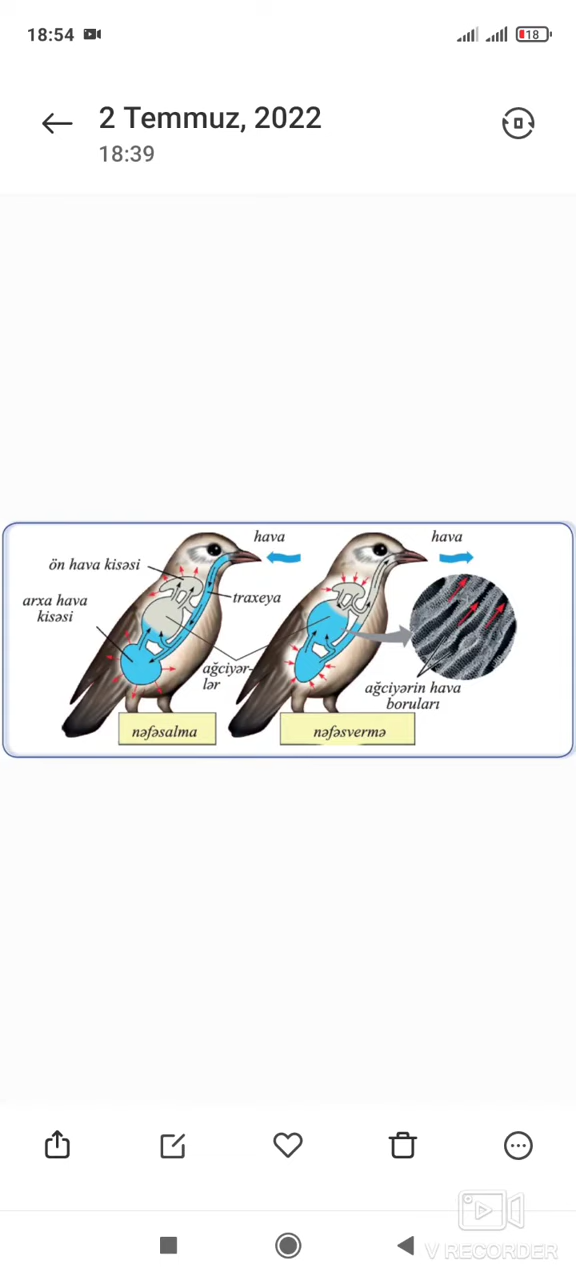 18:54
18
2 Temmuz, 2022
18:39
hava
hava
ön hava kisəsi
arxa hava
kisəsi
traxeya
ağciyər-
lər
ağciyərin hava
boruları
nəfəsalma
nəfəsvermə
V RECORDER